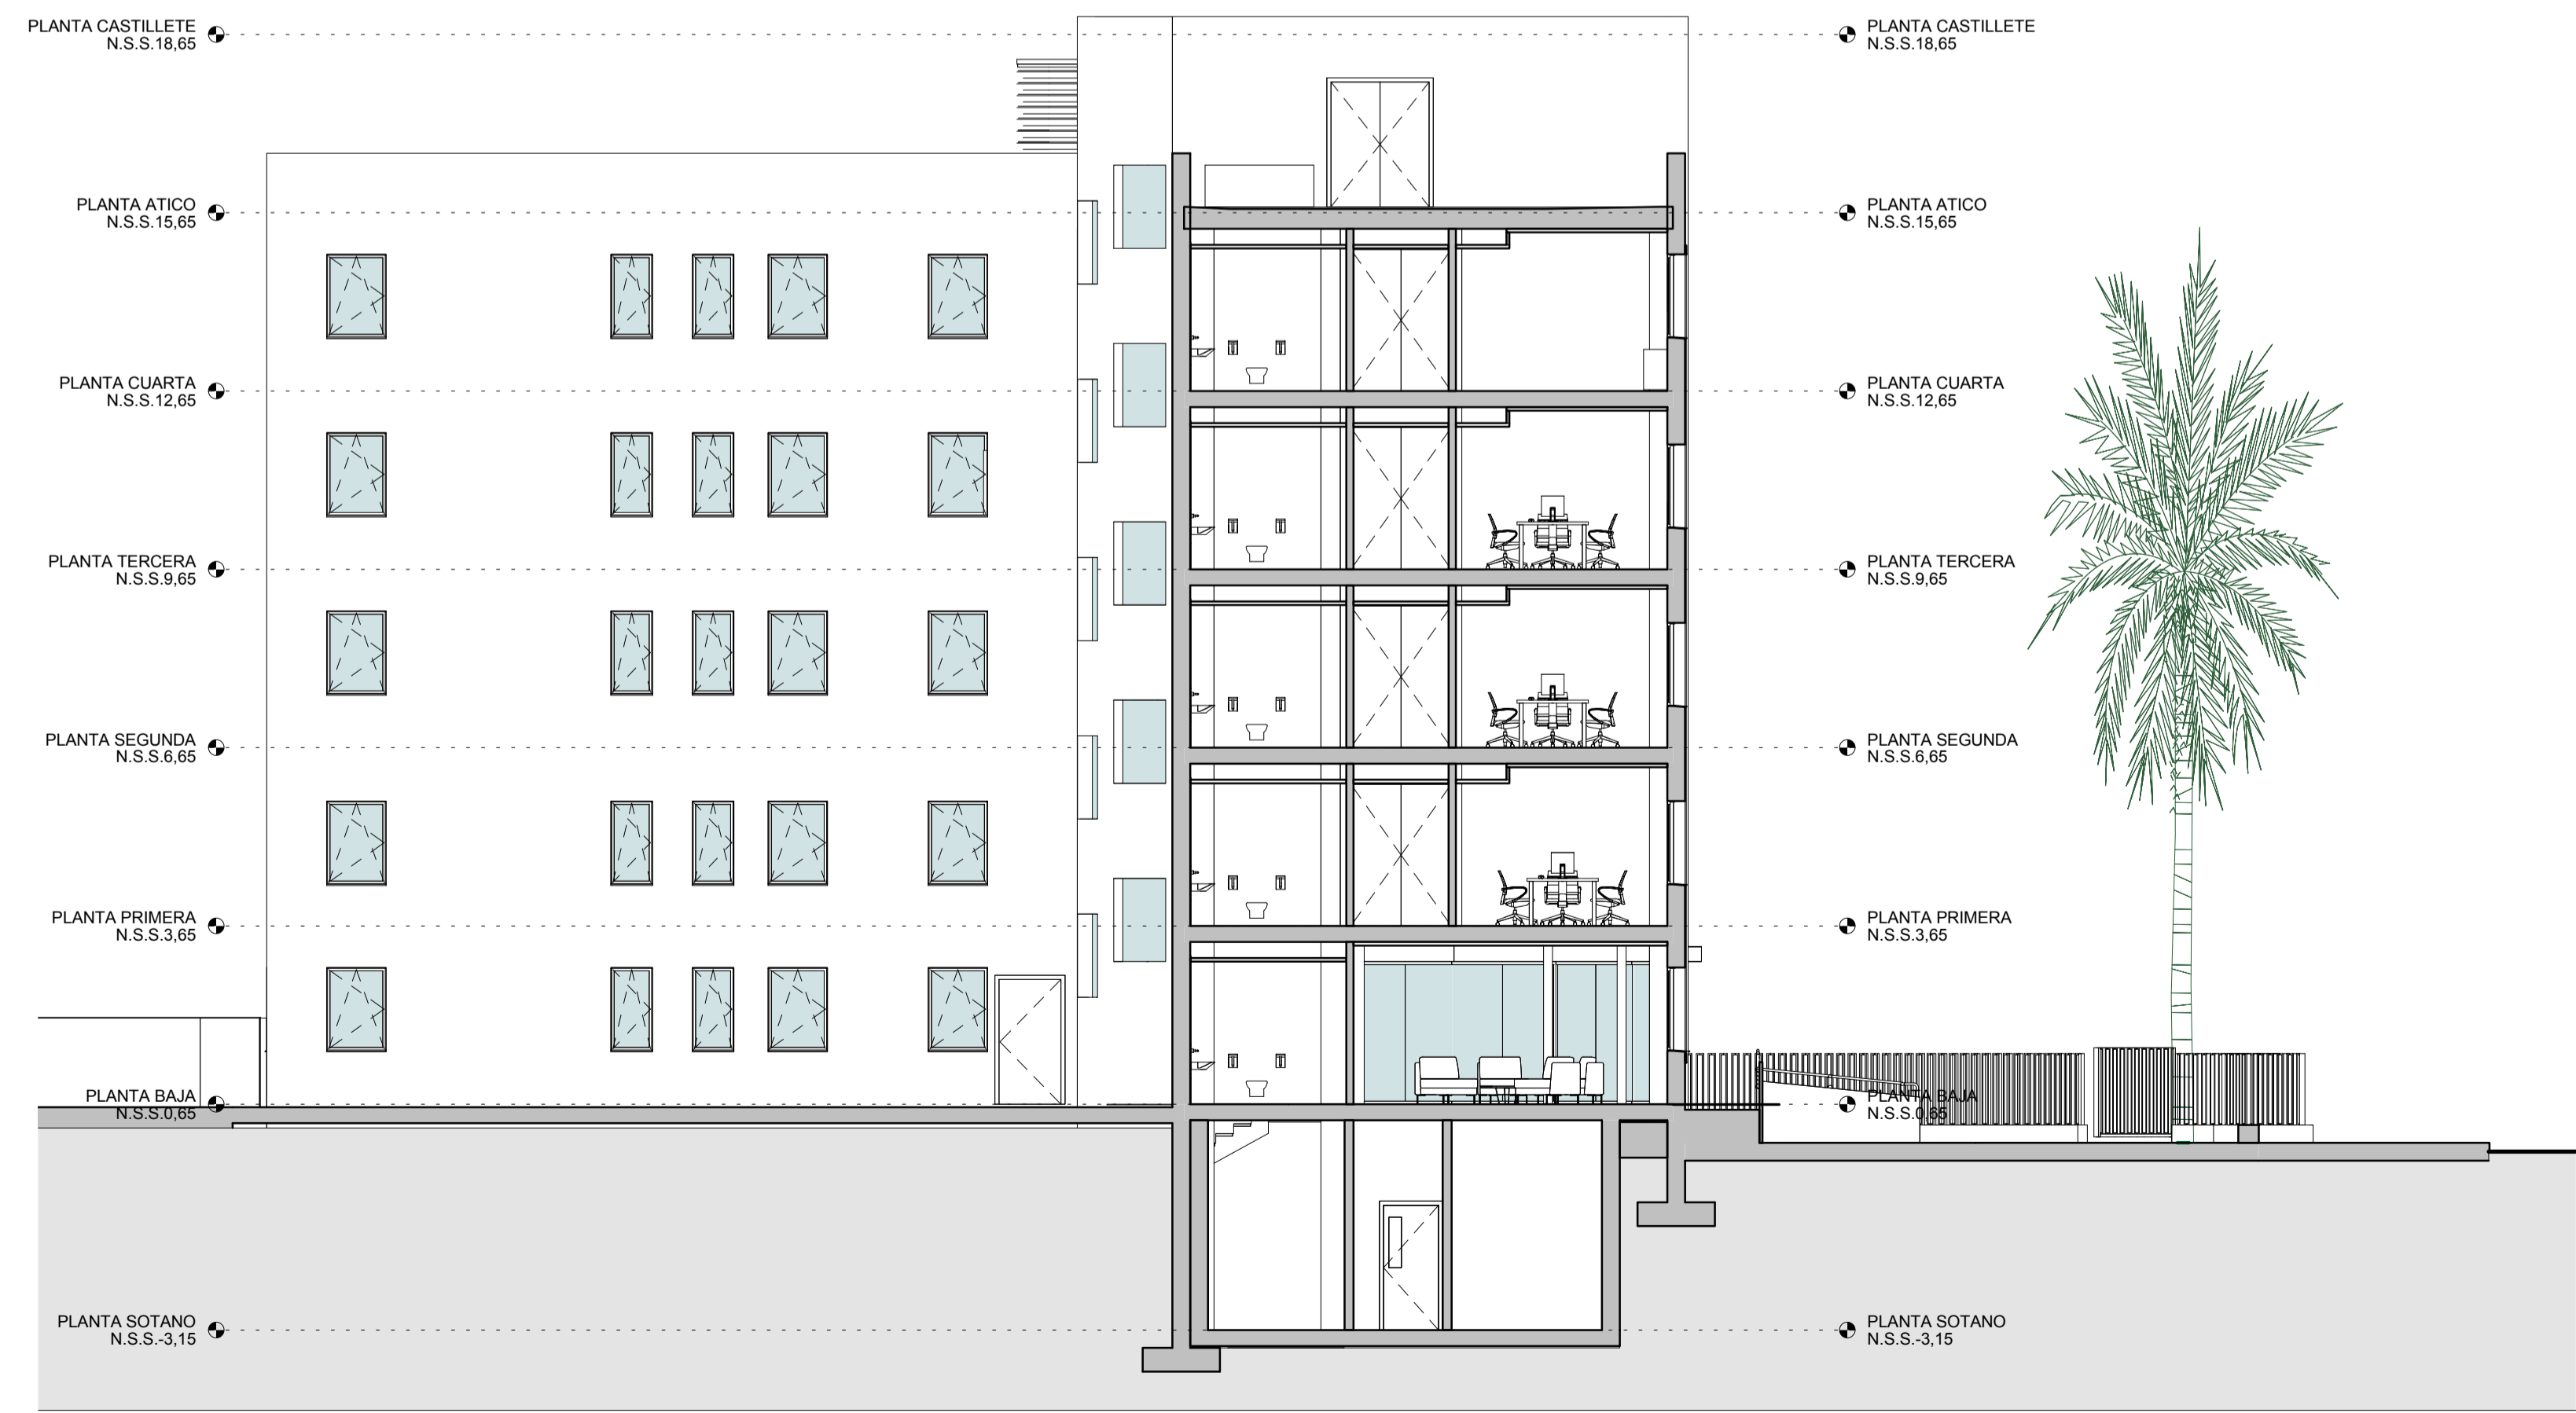 PLANTA CASTILLETE
N.S.S.18,65
PLANTA CASTILLETE
N.S.S.18,65
PLANTA ATICO
N.S.S.15,65
PLANTA ATICO
N.S.S.15,65
PLANTA CUARTA
N.S.S.12,65
PLANTA CUARTA
N.S.S.12,65
PLANTA TERCERA
N.S.S.9,65
PLANTA TERCERA
N.S.S.9,65
PLANTA SEGUNDA
N.S.S.6,65
PLANTA SEGUNDA
N.S.S.6,65
PLANTA PRIMERA
N.S.S.3,65
PLANTA PRIMERA
N.S.S.3,65
PLANTA BAJA
N.S.S.0,65
PLANTA BAJA
N.S.S.0,65
PLANTA SOTANO
N.S.S.-3,15
PLANTA SOTANO
N.S.S.-3,15